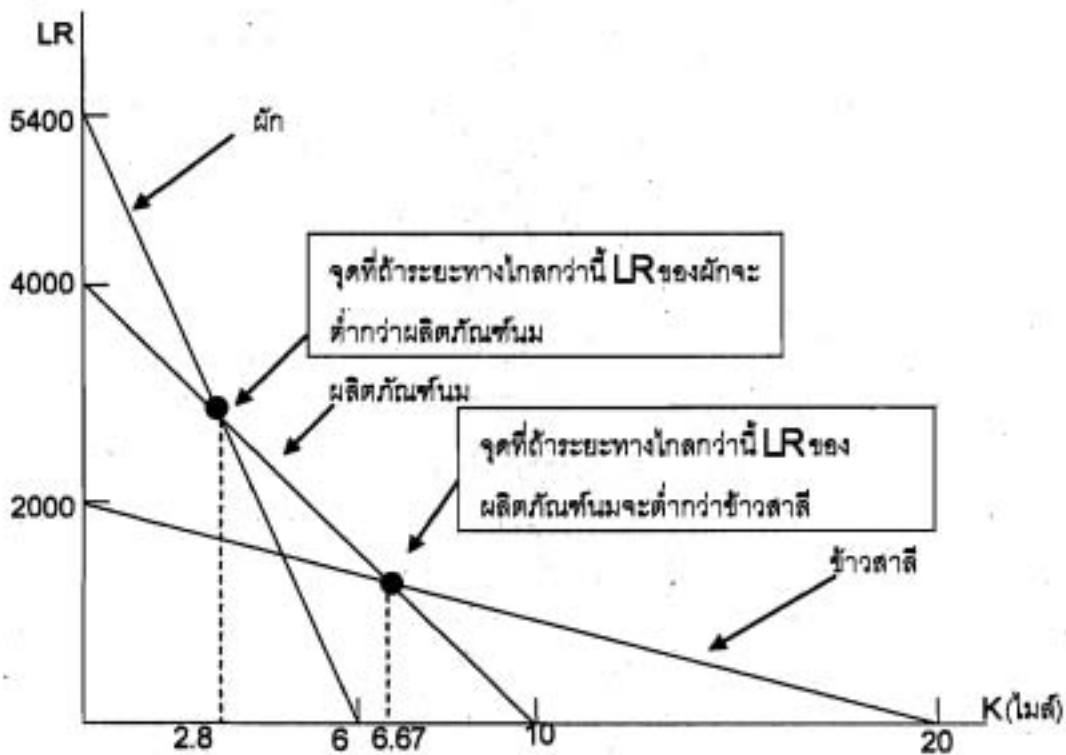 LR
5400
ผัก
จุดที่ถ้าระยะทางไกลกว่านี้ LR ของผักจะ
ต่ำกว่าผลิตภัณฑ์นม
4000
ผลิตภัณฑ์นม
จุดที่ถ้าระยะทางไกลกว่านี้ LR ของ
ผลิตภัณฑ์นมจะต่ำกว่าข้าวสาลี
2000
ข้าวสาลี
K (ไมล์)
2.8 6 6.67 10 20